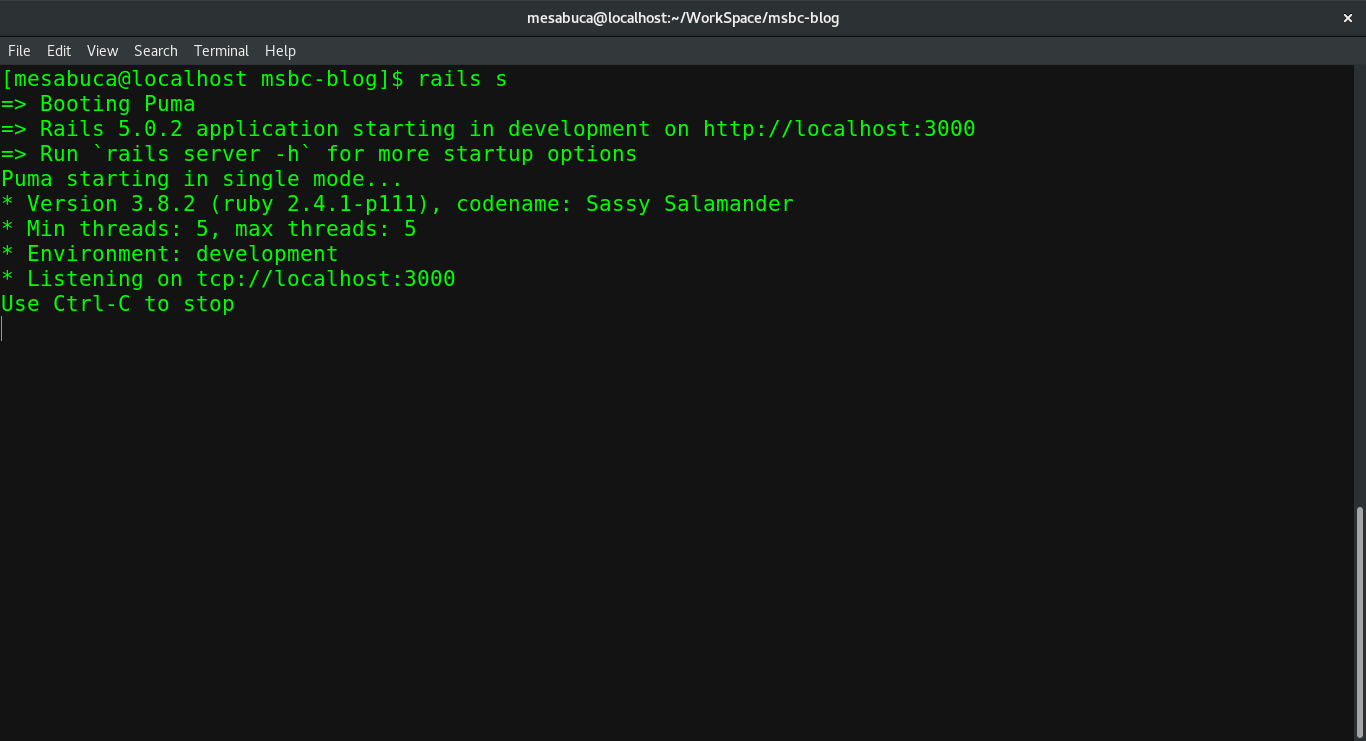 mesabuca@localhost:~/WorkSpace/msbc-blog
File Edit View Search Terminal Help
[mesabuca@localhost msbc-blog]$ rails s
=> Booting Puma
=> Rails 5.0.2 application starting in development on http://localhost:3000
=> Run `rails server -h` for more startup options
Puma starting in single mode...
* Version 3.8.2 (ruby 2.4.1-p111), codename: Sassy Salamander
* Min threads: 5, max threads: 5
* Environment: development
* Listening on tcp://localhost:3000
Use Ctrl-C to stop